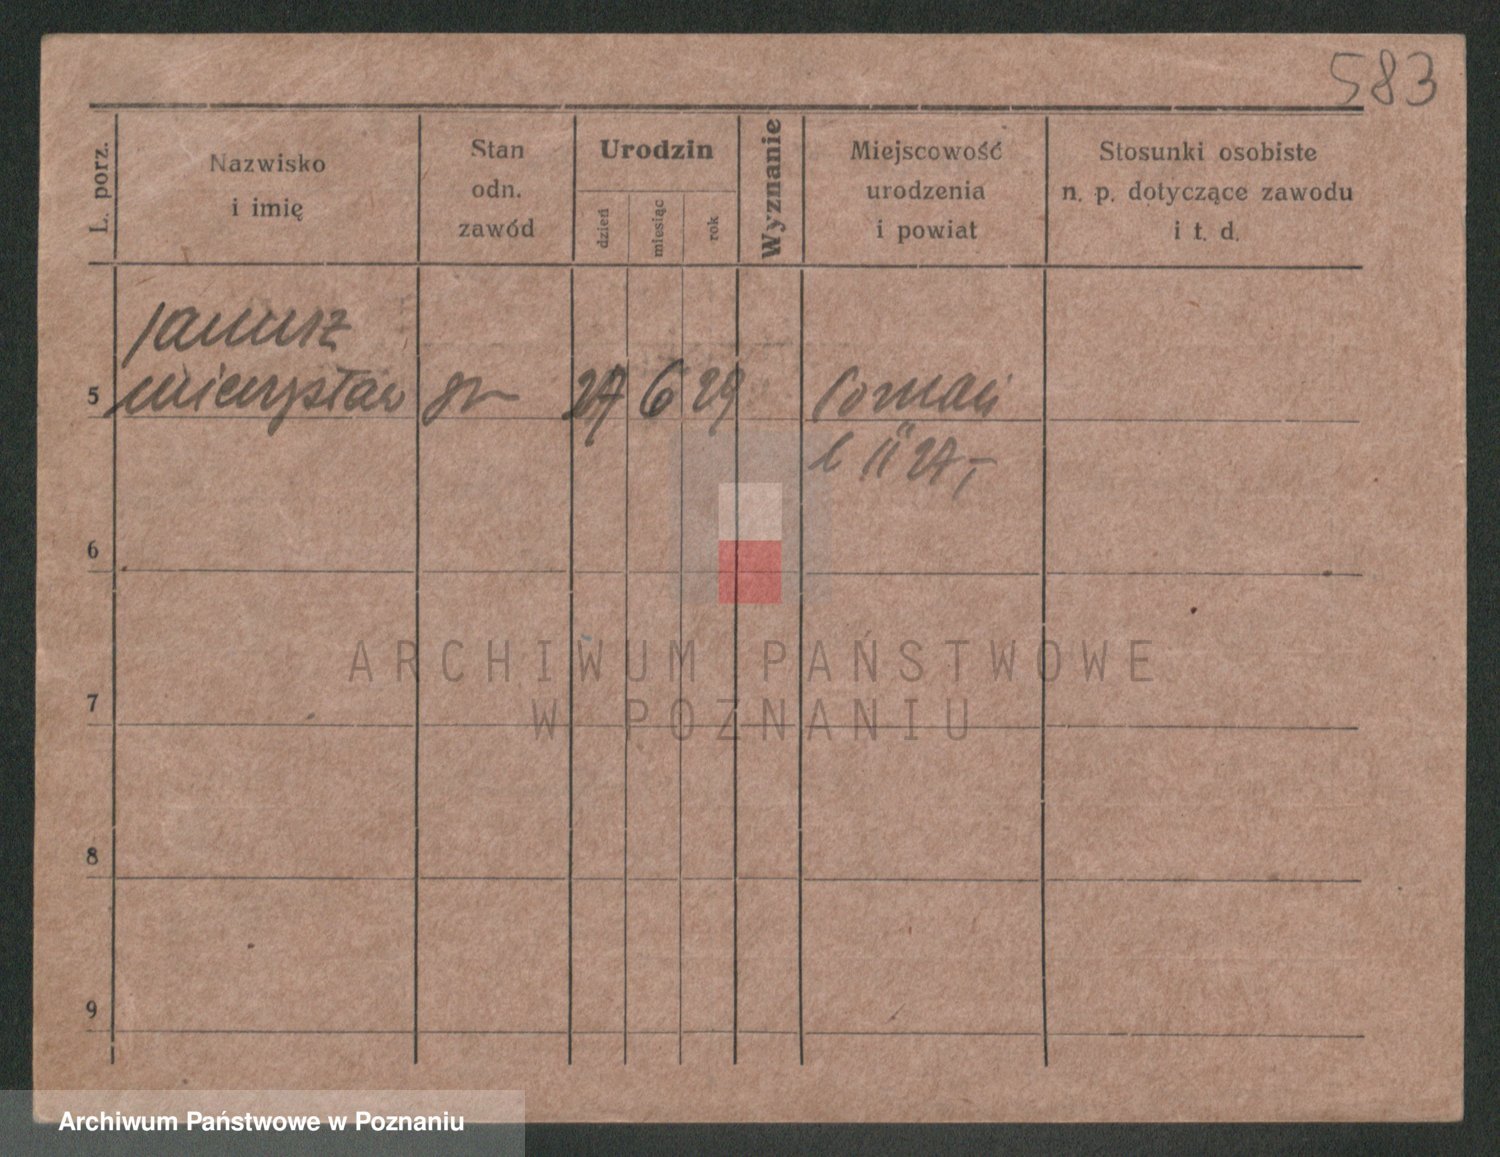 583
L. porz.
Nazwisko
i imię
Stan
odn.
zawód
Urodzin
dzień
miesiąc
rok
Wyznanie
Miejscowość
urodzenia
i powiat
Stosunki osobiste
n. p. dotyczące zawodu
i t. d.
Janusz
5 Mieczysław 27 6 29 Poznań
6
7
8
9
ARCHIWUM PAŃSTWOWE
W POZNANIU
Archiwum Państwowe w Poznaniu